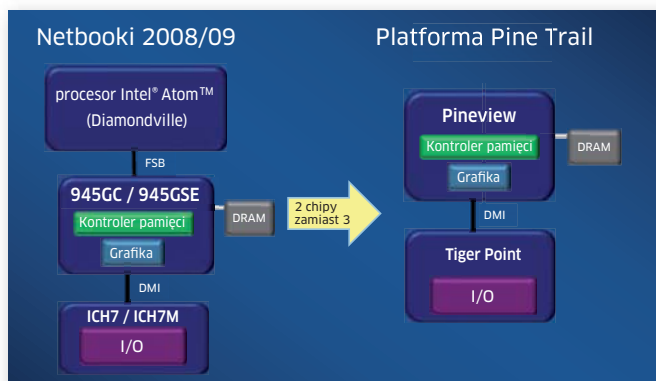 Netbooki 2008/09
procesor Intel® Atom™
(Diamondville)
FSB
945GC / 945GSE
Kontroler pamięci
Grafika
DRAM
DMI
ICH7 / ICH7M
I/O
2 chipy
zamiast 3
Platforma Pine Trail
Pineview
Kontroler pamięci
Grafika
DRAM
DMI
Tiger Point
I/O